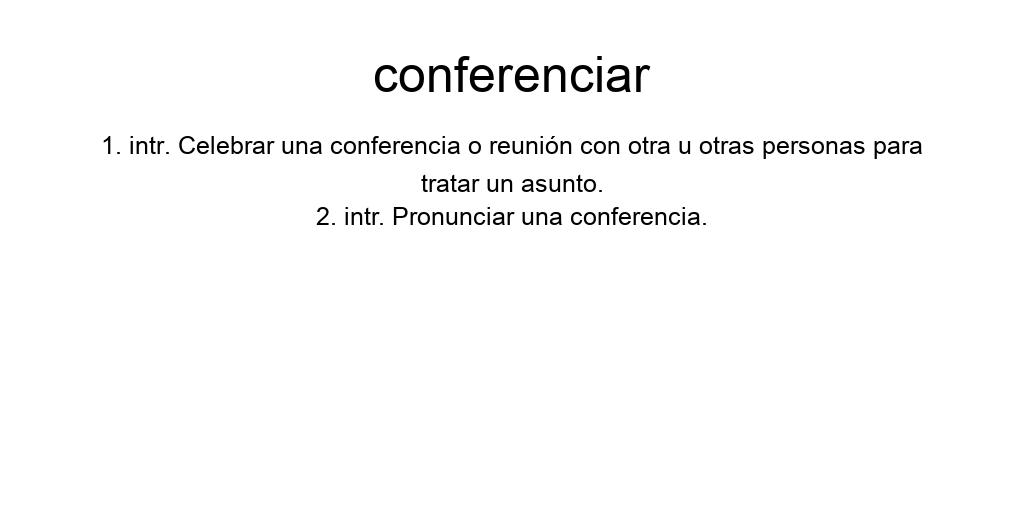 conferenciar
1. intr. Celebrar una conferencia o reunión con otra u otras personas para
tratar un asunto.
2. intr. Pronunciar una conferencia.